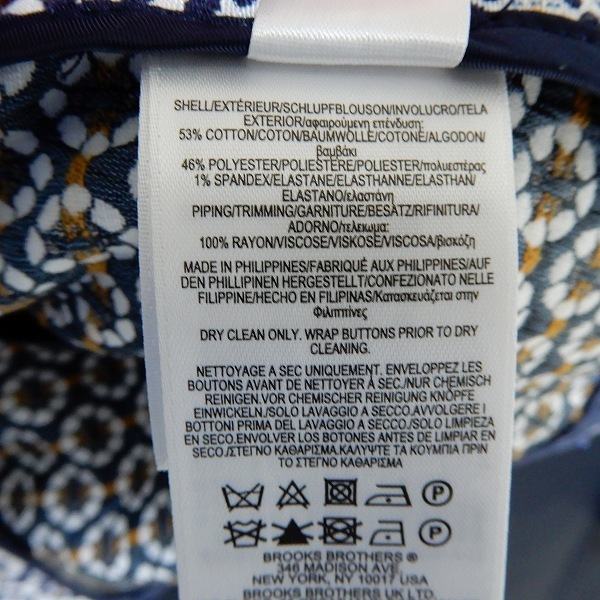 SHELL/EXTÉRIEUR/SCHLUPFBLOUSON/INVOLUCRO/TELA
EXTERIOR/αφαιρούμενη επένδυση:
53% COTTON/COTON/BAUMWOLLE/COTONE/ALGODON/
βαμβάκι
46% POLYESTER/POLIESTERE/POLIESTER/πολυεστέρας
1% SPANDEX/ELASTANE/ELASTHANNE/ELASTHAN/
ELASTANO/ελαστάνη
PIPING/TRIMMING/GARNITURE/BESATZ/RIFINITURA/
ADORNO/τελειωμα:
100% RAYON/VISCOSE/VISKOSE/VISCOSA/βισκόζη
MADE IN PHILIPPINES/FABRIQUÉ AUX PHILIPPINES/AUF
DEN PHILLIPINEN HERGESTELLT/CONFEZIONATO NELLE
FILIPPINE/HECHO EN FILIPINAS/Κατασκευάζεται στην
Φιλιππίνες
DRY CLEAN ONLY. WRAP BUTTONS PRIOR TO DRY
CLEANING.
NETTOYAGE A SEC UNIQUEMENT. ENVELOPPEZ LES
BOUTONS AVANT DE NETTOYER À SEC./NUR CHEMISCH
REINIGEN.VOR CHEMISCHER REINIGUNG KNÖPFE
EINWICKELN./SOLO LAVAGGIO A SECCO.AVVOLGERE I
BOTTONI PRIMA DEL LAVAGGIO A SECCO./SOLO LIMPIEZA
EN SECO.ENVOLVER LOS BOTONES ANTES DE LIMPIAR EN
SECO./ΣΤΕΓΝΟ ΚΑΘΑΡΙΣΜΑ.ΚΑΛΥΨΤΕ ΤΑ ΚΟΥΜΠΙΑ ΠΡΙΝ
ΤΟ ΣΤΕΓΝΟ ΚΑΘΑΡΙΣΜΑ
P
P
BROOKS BROTHERS ®
346 MADISON AVE.
NEW YORK, NY 10017 USA
BROOKS BROTHERS UK LTD.